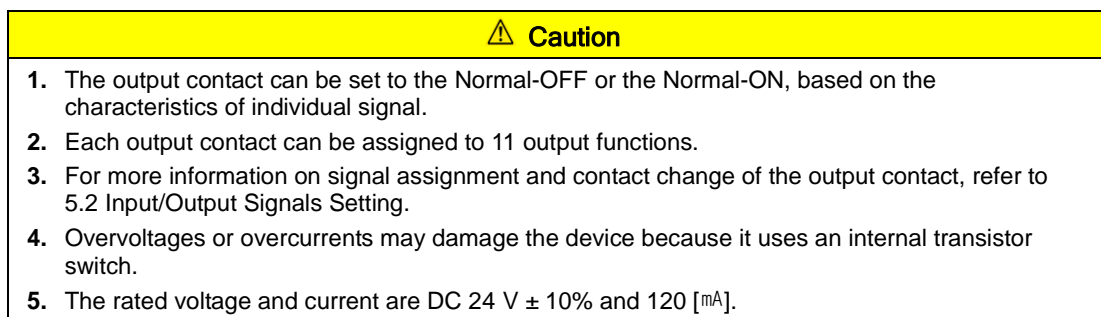 ⚠ Caution
1. The output contact can be set to the Normal-OFF or the Normal-ON, based on the
characteristics of individual signal.
2. Each output contact can be assigned to 11 output functions.
3. For more information on signal assignment and contact change of the output contact, refer to
5.2 Input/Output Signals Setting.
4. Overvoltages or overcurrents may damage the device because it uses an internal transistor
switch.
5. The rated voltage and current are DC 24 V ± 10% and 120 [㎃].